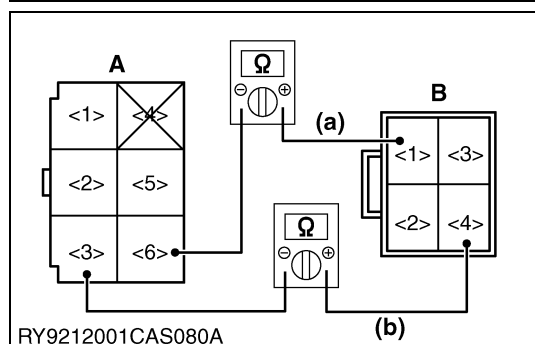 A
Ω
⊖ ⊕
(a)
B
<1> <4>
<2> <5>
<3> <6>
<1> <3>
<2> <4>
Ω
⊖ ⊕
(b)
RY9212001CAS080A